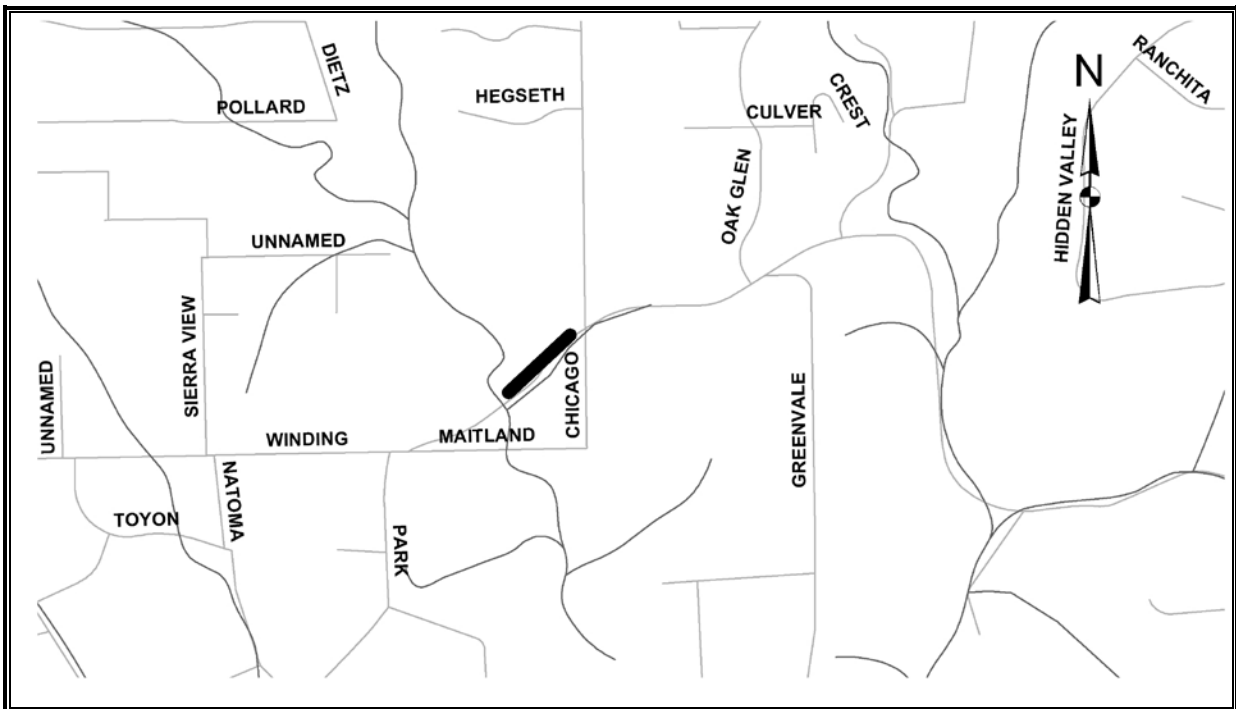 RANCHITA
N
DIETZ
POLLARD
HEGSETH
CULVER
CREST
HIDDEN VALLEY
OAK GLEN
UNNAMED
SIERRA VIEW
UNNAMED
CHICAGO
GREENVALE
WINDING
MAITLAND
NATOMA
TOYON
PARK